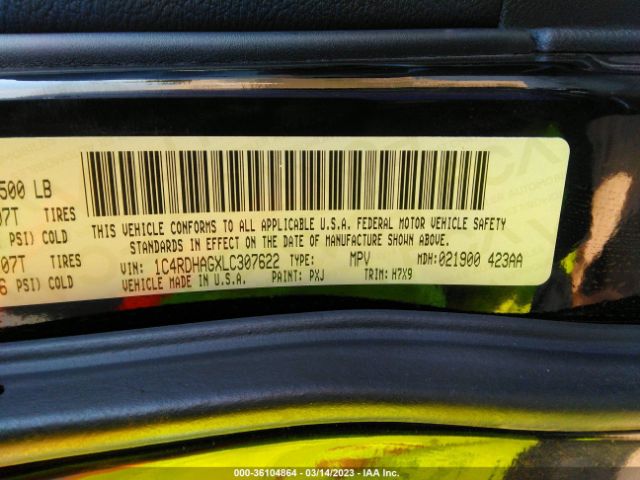 500 LB
07T TIRES
PSI) COLD
07T TIRES
PSI) COLD
THIS VEHICLE CONFORMS TO ALL APPLICABLE U.S.A. FEDERAL MOTOR VEHICLE SAFETY
STANDARDS IN EFFECT ON THE DATE OF MANUFACTURE SHOWN ABOVE.
VIN: 1C4RDHAGXLC307622 TYPE: MPV MDH: 021900 423AA
VEHICLE MADE IN U.S.A. PAINT: PXJ TRIM: H7X9
000-36104864 — 03/14/2023 — IAA Inc.